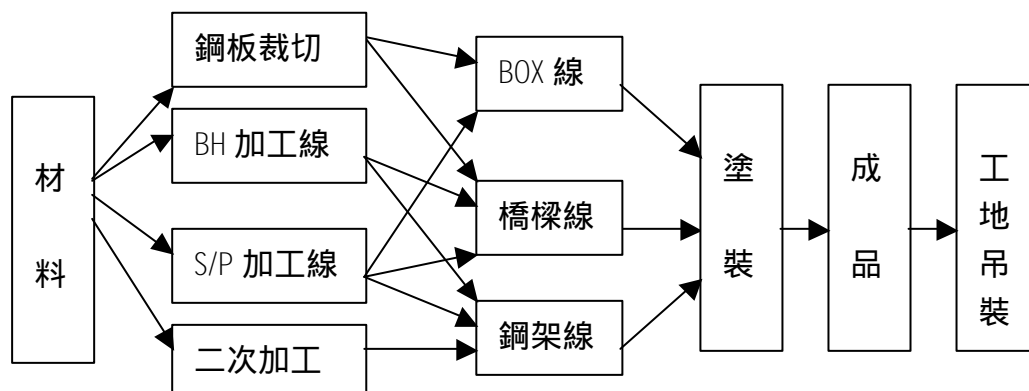 材料
鋼板裁切
BH 加工線
S/P 加工線
二次加工
BOX 線
橋樑線
鋼架線
塗裝
成品
工地吊裝